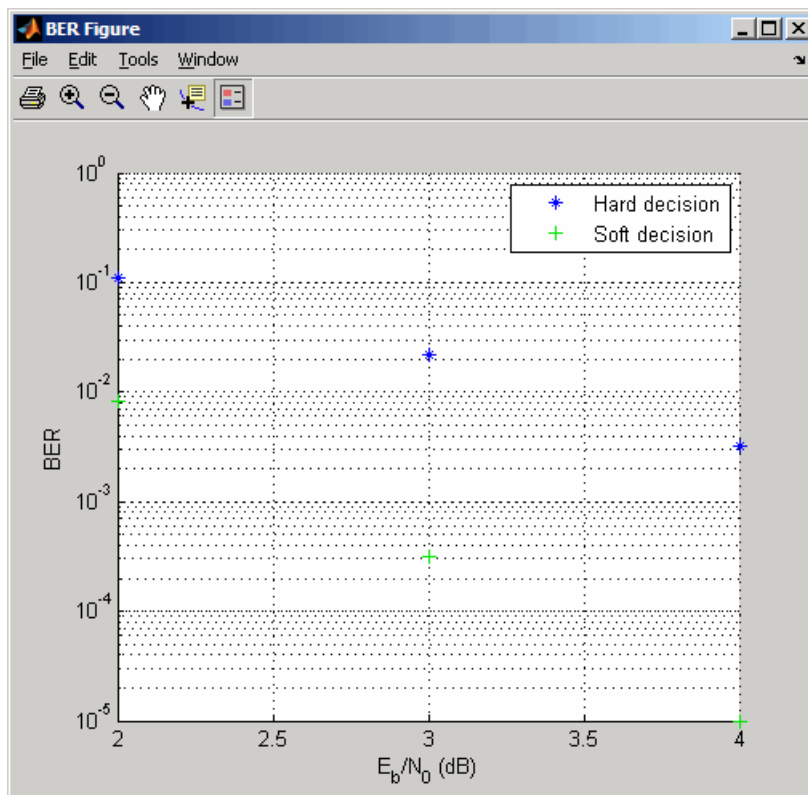 BER Figure
File Edit Tools Window
10^0
10^-1
10^-2
10^-3
10^-4
10^-5
BER
Hard decision
Soft decision
2 2.5 3 3.5 4
E_b/N_0 (dB)